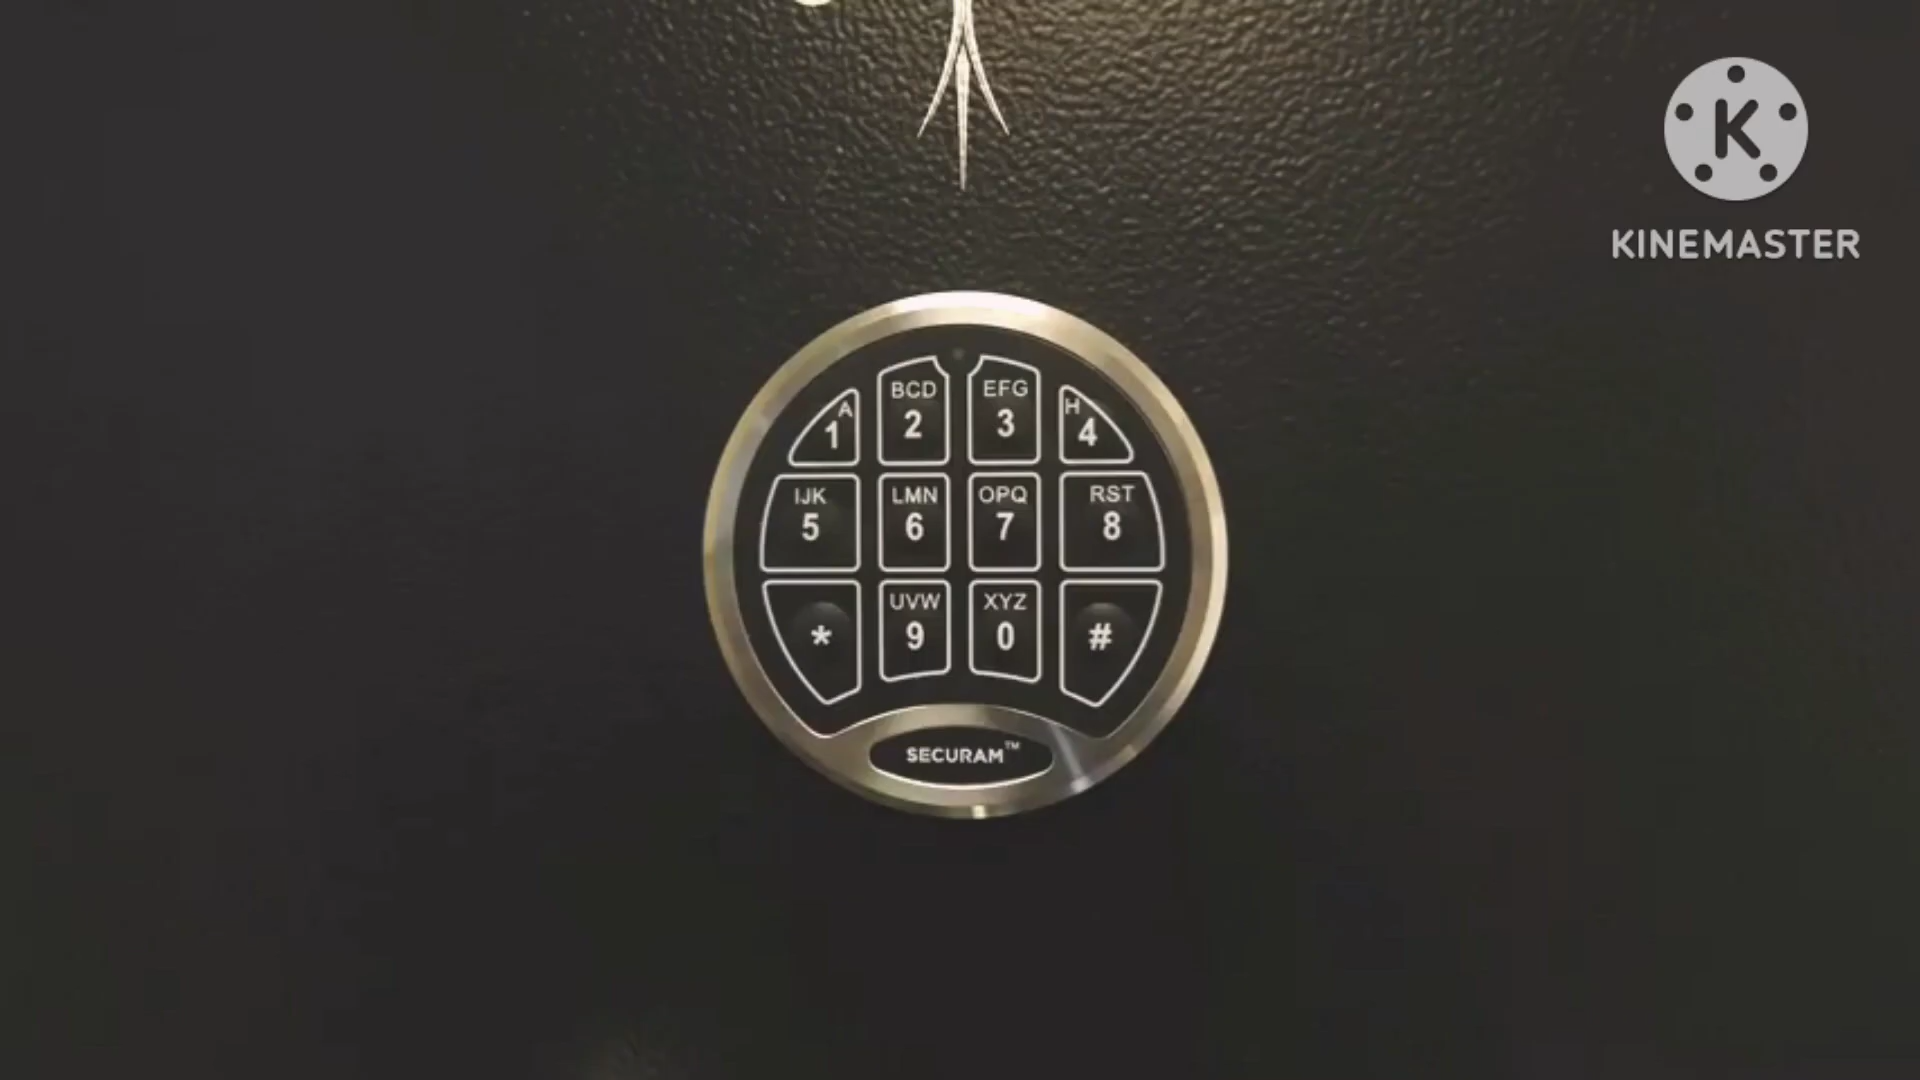 K
KINEMASTER
A BCD EFG H
1 2 3 4
IJK LMN OPQ RST
5 6 7 8
UVW XYZ
* 9 0 #
SECURAM™